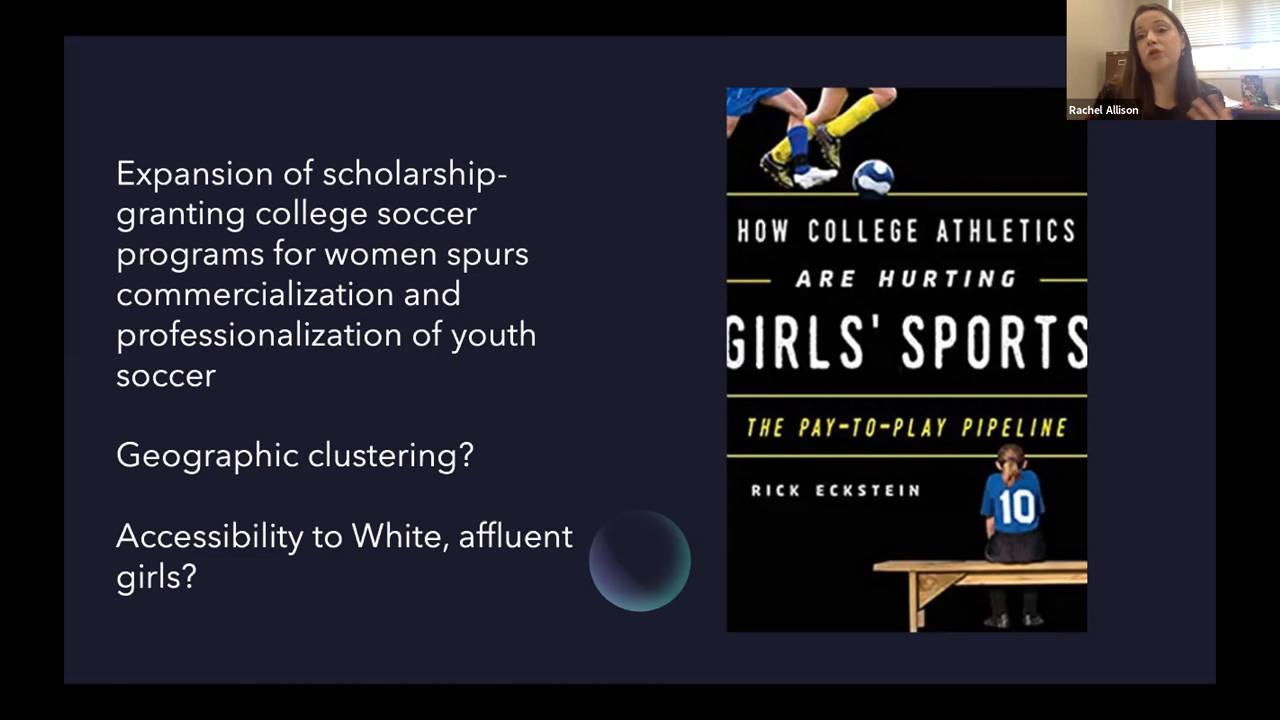 Expansion of scholarship-
granting college soccer
programs for women spurs
commercialization and
professionalization of youth
soccer
Geographic clustering?
Accessibility to White, affluent
girls?
HOW COLLEGE ATHLETICS
ARE HURTING
GIRLS' SPORTS
THE PAY-TO-PLAY PIPELINE
RICK ECKSTEIN
10
Rachel Allison